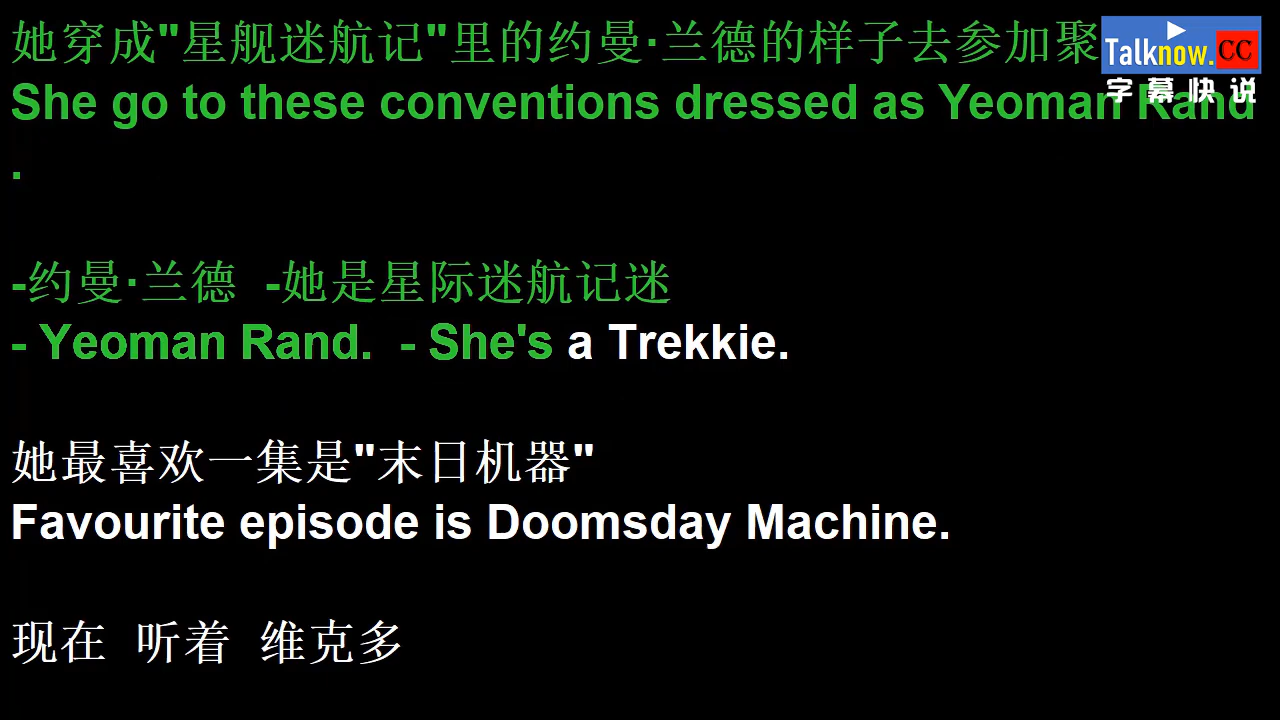 她穿成"星舰迷航记"里的约曼·兰德的样子去参加聚
She go to these conventions dressed as Yeoman Rand
.
-约曼·兰德 -她是星际迷航记迷
- Yeoman Rand. - She's a Trekkie.
她最喜欢一集是"末日机器"
Favourite episode is Doomsday Machine.
现在 听着 维克多
Talknow.CC
字幕快说